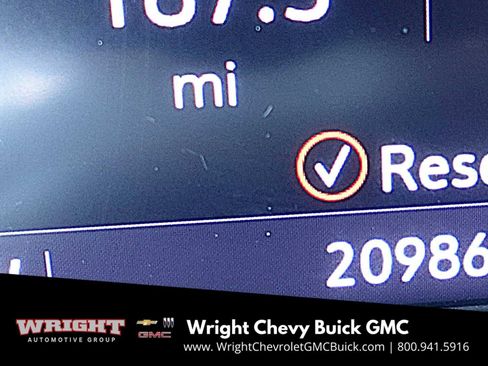 mi
Rese
20986
WRIGHT
AUTOMOTIVE GROUP
GMC
Wright Chevy Buick GMC
www. WrightChevroletGMCBuick.com | 800.941.5916